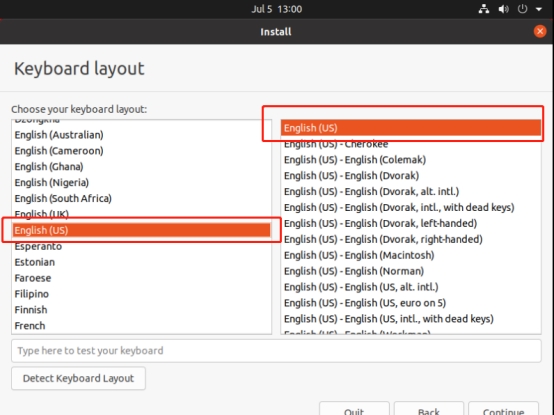 Jul 5 13:00
Install
Keyboard layout
Choose your keyboard layout:
Dzongkha
English (Australian)
English (Cameroon)
English (Ghana)
English (Nigeria)
English (South Africa)
English (UK)
English (US)
Esperanto
Estonian
Faroese
Filipino
Finnish
French
English (US)
English (US) - Cherokee
English (US) - English (Colemak)
English (US) - English (Dvorak)
English (US) - English (Dvorak, alt. intl.)
English (US) - English (Dvorak, intl., with dead keys)
English (US) - English (Dvorak, left-handed)
English (US) - English (Dvorak, right-handed)
English (US) - English (Macintosh)
English (US) - English (Norman)
English (US) - English (US, alt. intl.)
English (US) - English (US, euro on 5)
English (US) - English (US, intl., with dead keys)
English (US) - English (Workman)
Type here to test your keyboard
Detect Keyboard Layout
Quit
Back
Continue